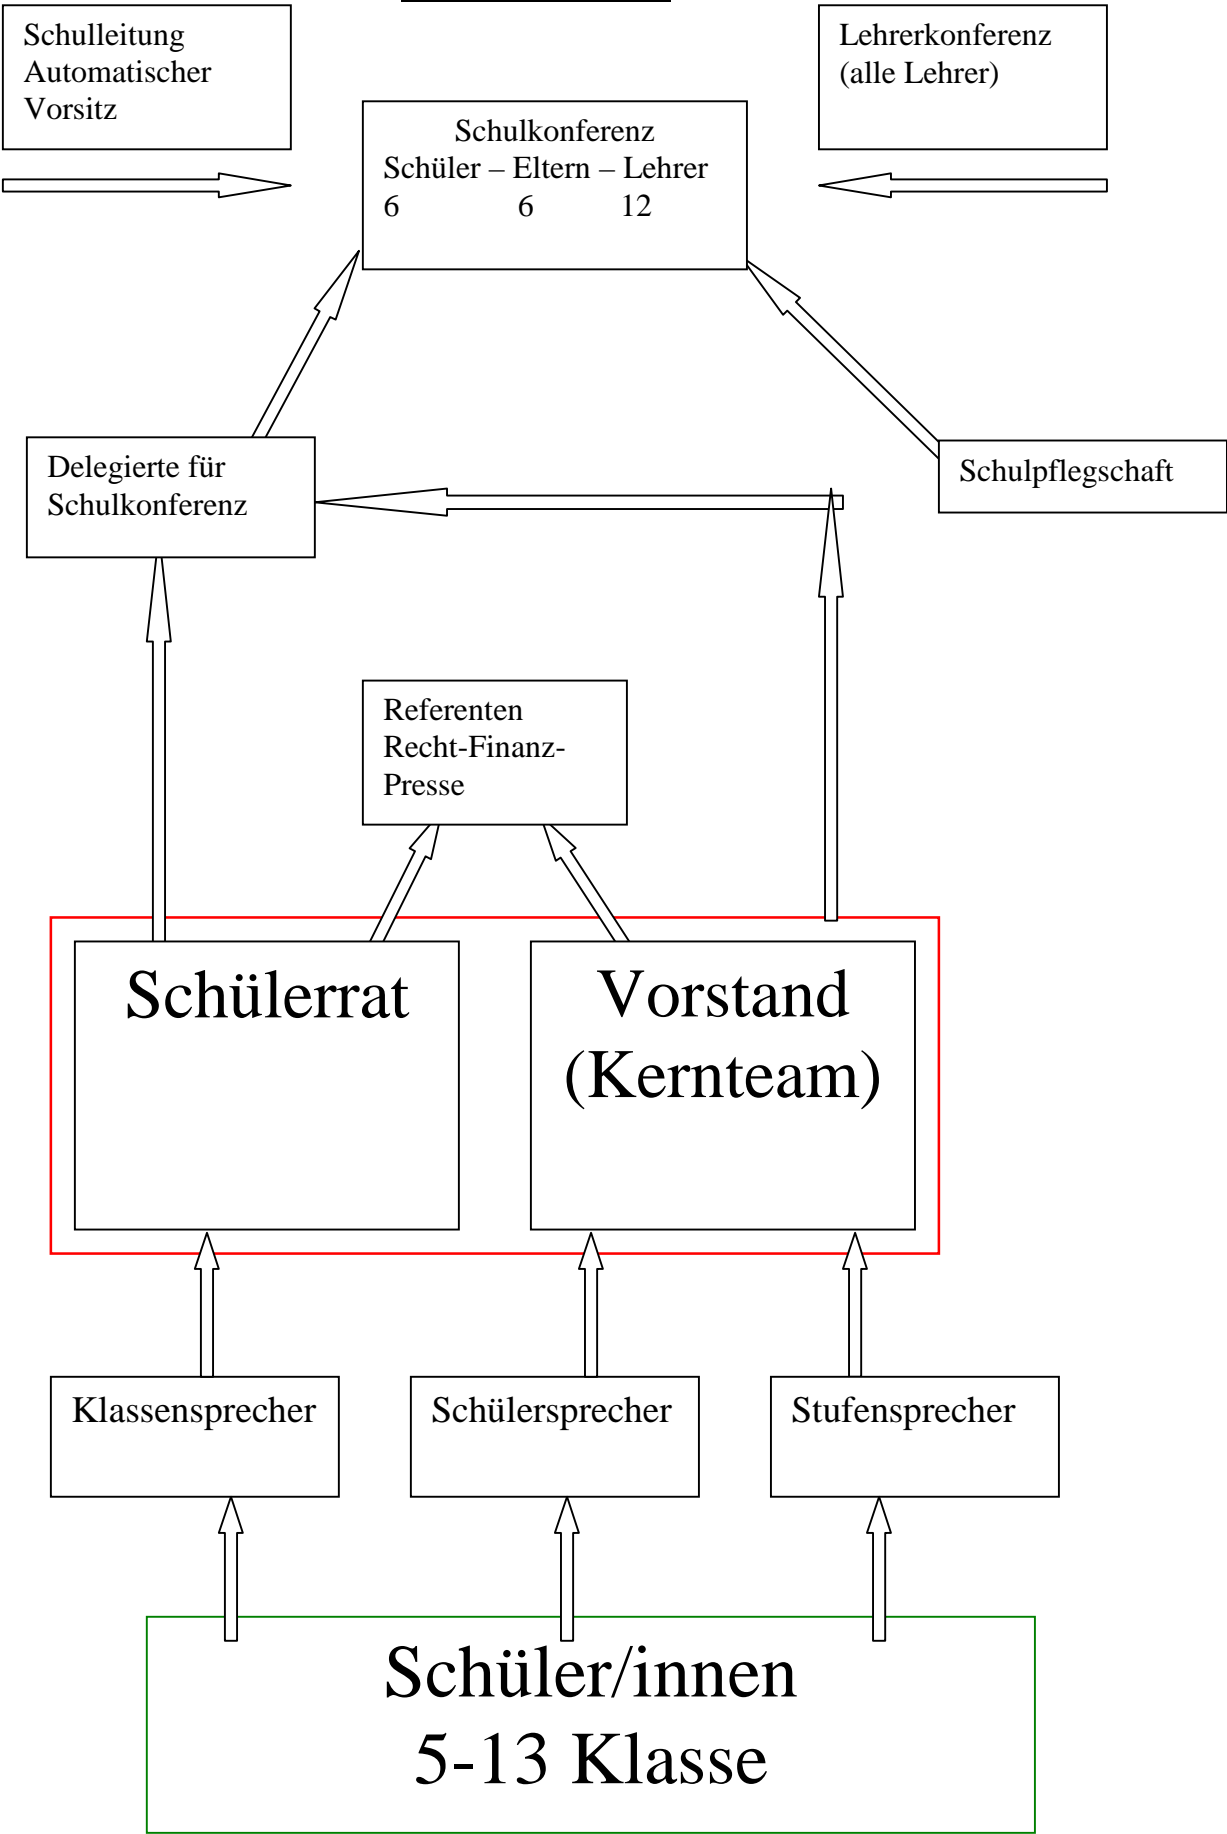 Schulleitung
Automatischer
Vorsitz
Lehrerkonferenz
(alle Lehrer)
Schulkonferenz
Schüler – Eltern – Lehrer
6 6 12
Delegierte für
Schulkonferenz
Schulpflegschaft
Referenten
Recht-Finanz-
Presse
Schülerrat
Vorstand
(Kernteam)
Klassensprecher
Schülersprecher
Stufensprecher
Schüler/innen
5-13 Klasse